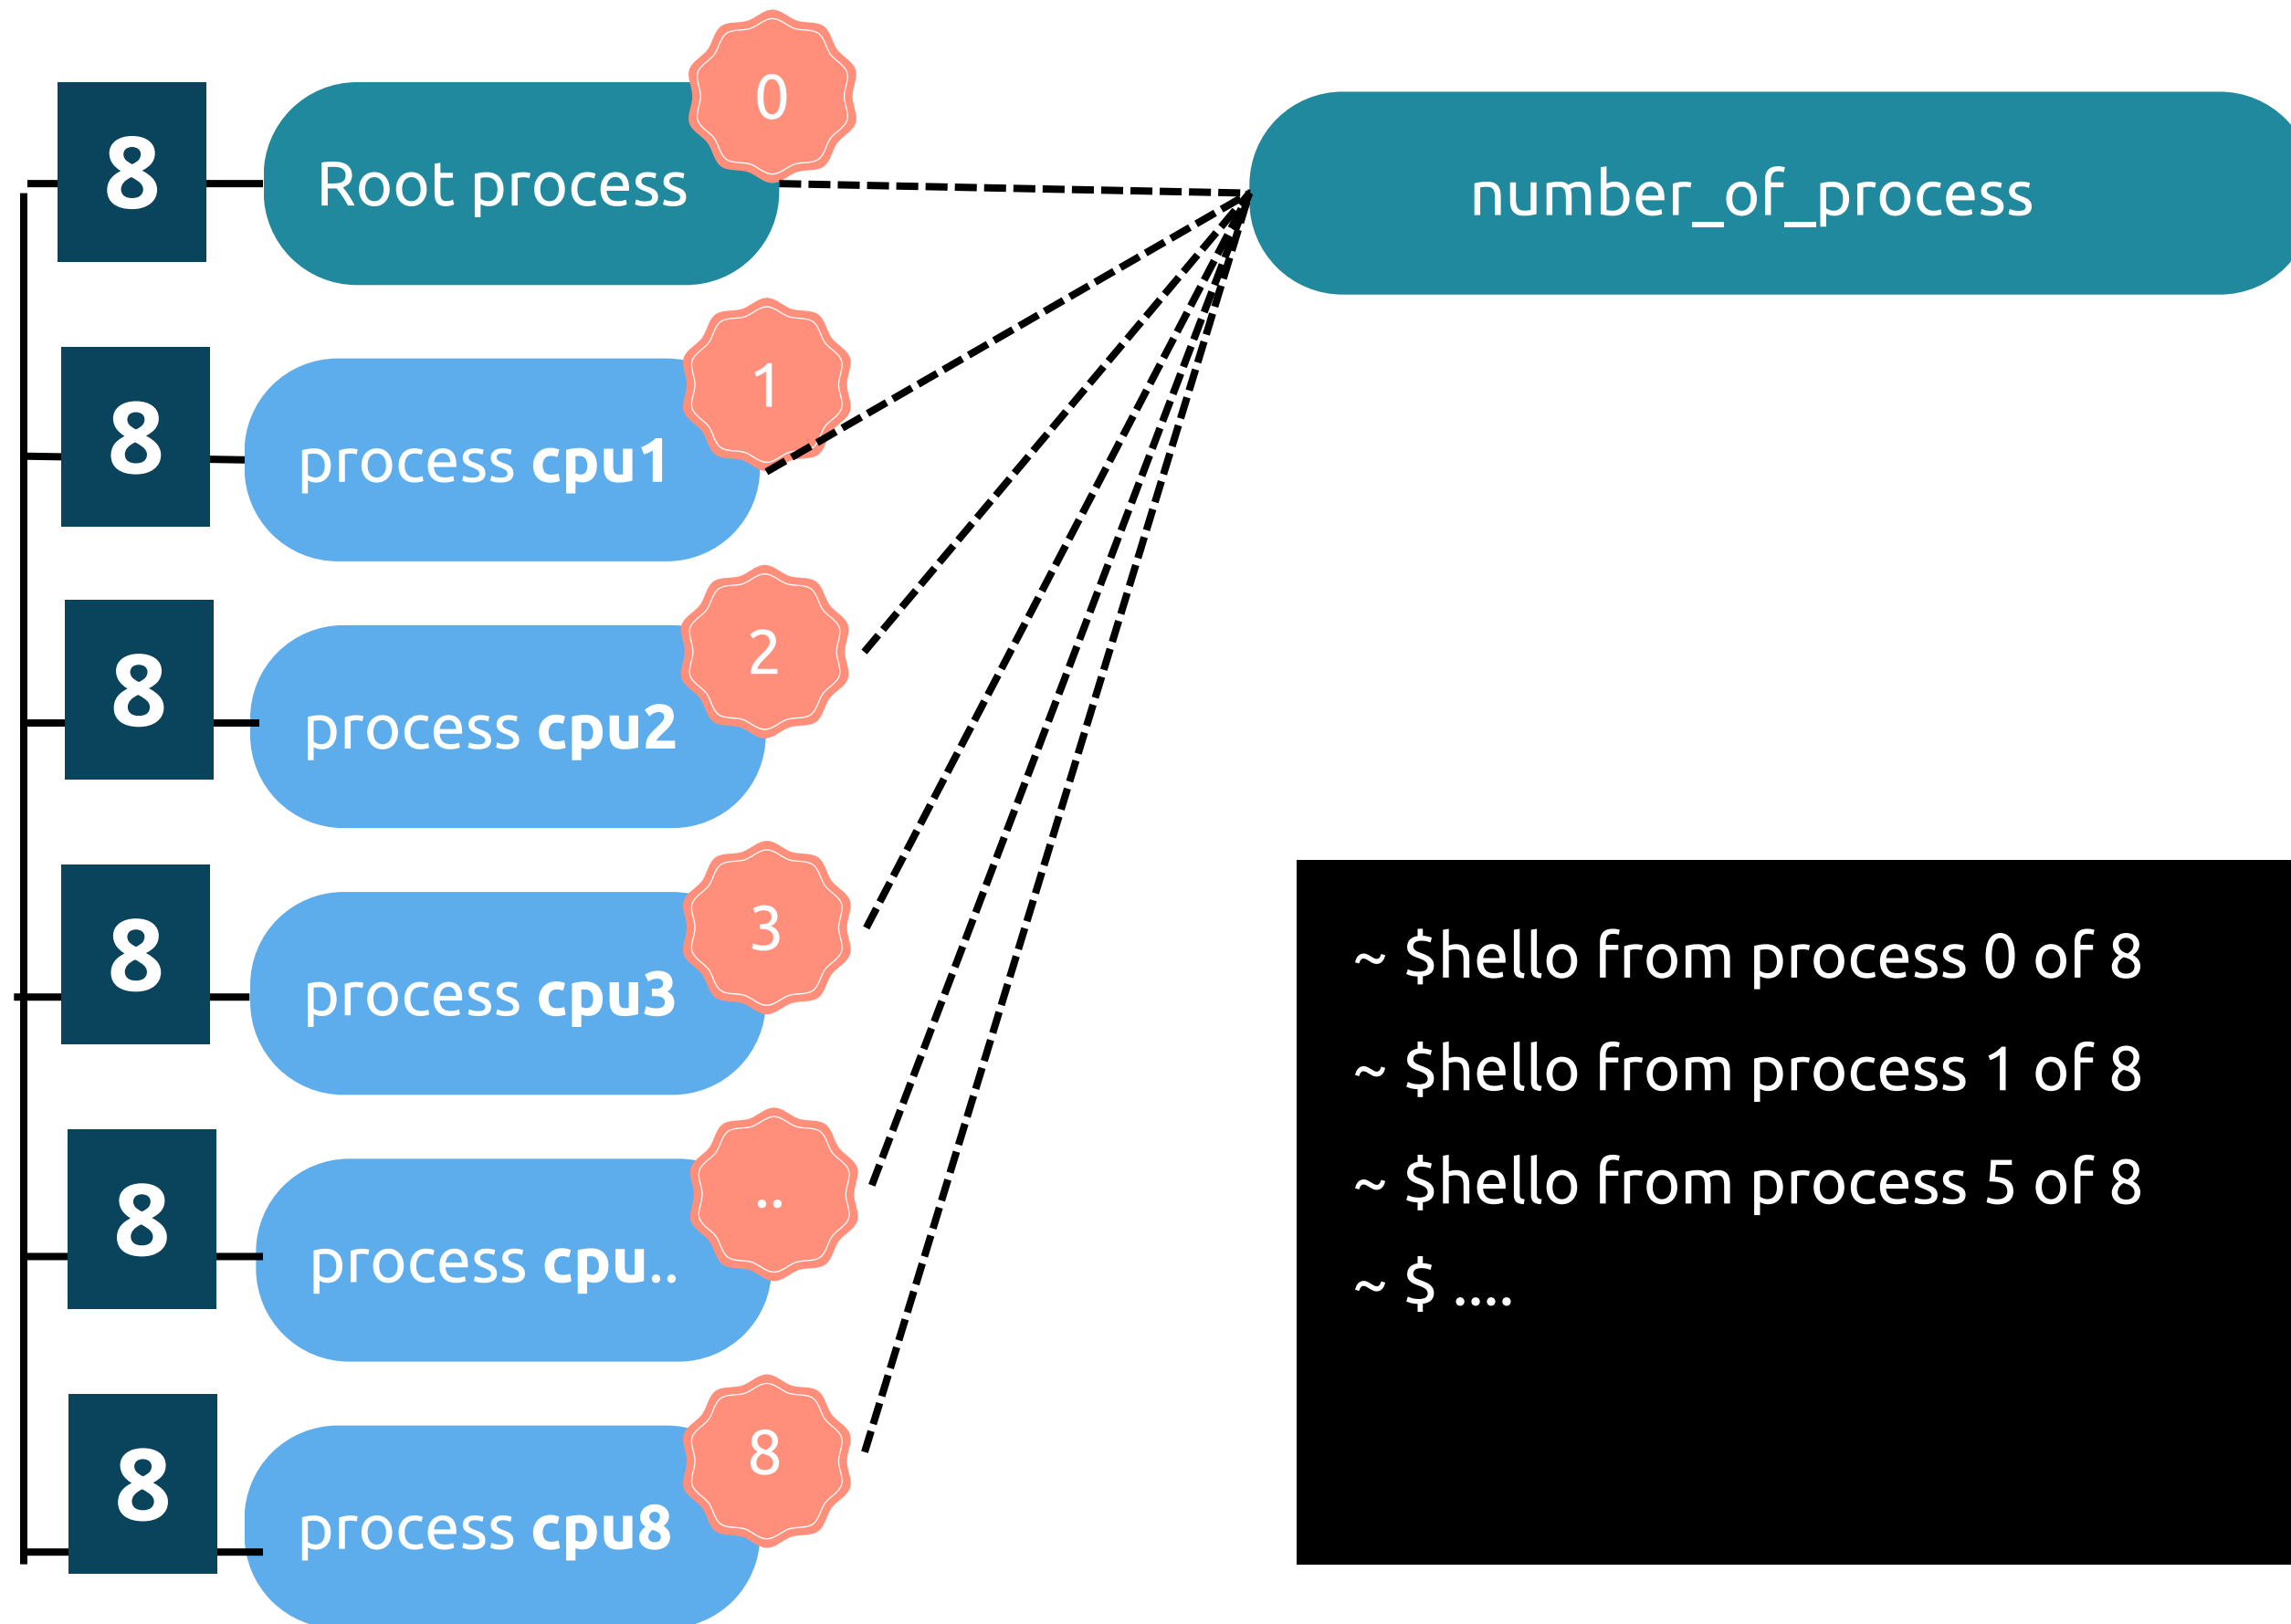 0
8
Root process
number_of_process
1
8
process cpu1
2
8
process cpu2
3
8
process cpu3
~ $hello from process 0 of 8
~ $hello from process 1 of 8
~ $hello from process 5 of 8
~ $ ....
..
8
process cpu..
8
8
process cpu8